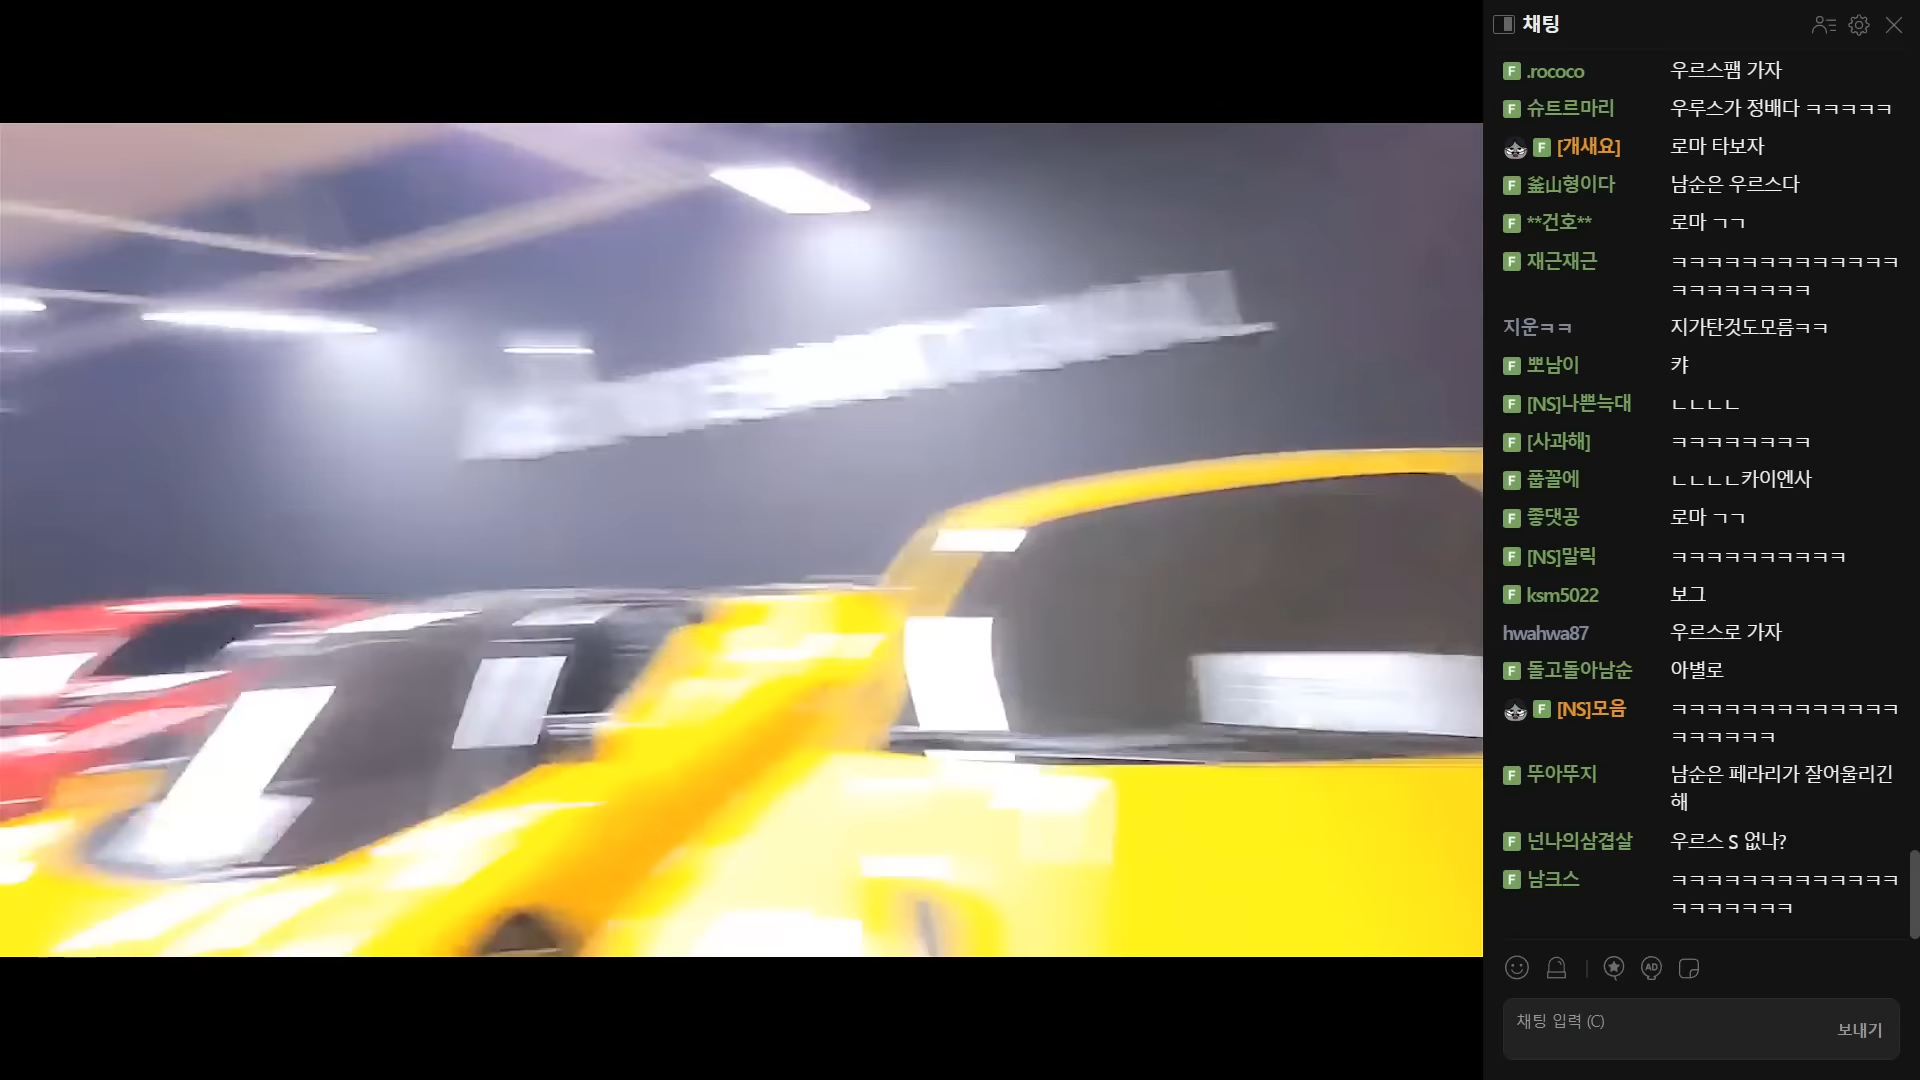 채팅
F .rococo 우르스팸 가자
F 슈트르마리 우루스가 정배다 ㅋㅋㅋㅋㅋ
F [개새요] 로마 타보자
F 釜山형이다 남순은 우르스다
F **건호** 로마 ㄱㄱ
F 재근재근 ㅋㅋㅋㅋㅋㅋㅋㅋㅋㅋㅋㅋㅋ
ㅋㅋㅋㅋㅋㅋㅋㅋ
지운ㅋㅋ 지가탄것도모름ㅋㅋ
F 뽀남이 캬
F [NS]나쁜늑대 ㄴㄴㄴㄴ
F [사과해] ㅋㅋㅋㅋㅋㅋㅋㅋ
F 풉꼴에 ㄴㄴㄴㄴ카이엔사
F 좋댓공 로마 ㄱㄱ
F [NS]말릭 ㅋㅋㅋㅋㅋㅋㅋㅋㅋㅋ
F ksm5022 보그
hwahwa87 우르스로 가자
F 돌고돌아남순 아별로
F [NS]모음 ㅋㅋㅋㅋㅋㅋㅋㅋㅋㅋㅋㅋㅋ
ㅋㅋㅋㅋㅋㅋ
F 뚜아뚜지 남순은 페라리가 잘어울리긴
해
F 넌나의삼겹살 우르스 S 없나?
F 남크스 ㅋㅋㅋㅋㅋㅋㅋㅋㅋㅋㅋㅋㅋ
ㅋㅋㅋㅋㅋㅋㅋ
AD
채팅 입력 (C)
보내기